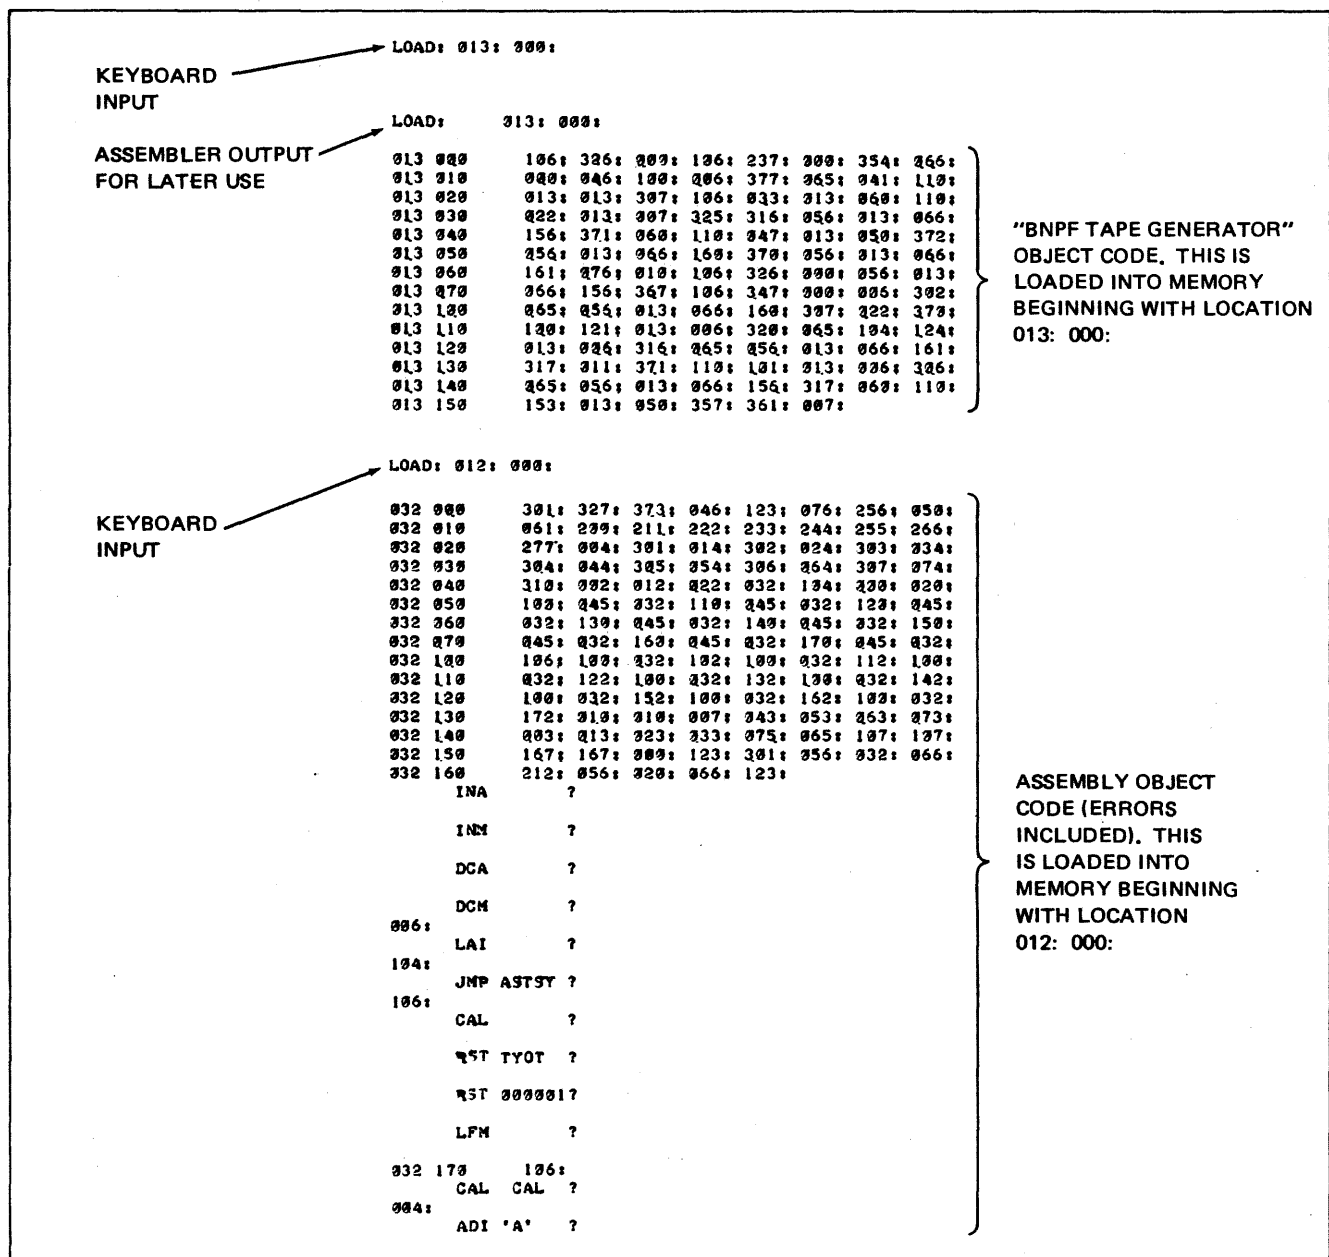 LOAD: 013: 000:
KEYBOARD
INPUT
LOAD: 013: 000:
ASSEMBLER OUTPUT
FOR LATER USE
013 000 106: 326: 000: 106: 237: 000: 354: 066:
013 010 000: 046: 100: 006: 377: 065: 041: 110:
013 020 013: 013: 307: 106: 033: 013: 060: 110:
013 030 022: 013: 007: 325: 316: 056: 013: 066:
013 040 156: 371: 060: 110: 047: 013: 050: 372:
013 050 056: 013: 066: 160: 370: 056: 013: 066:
013 060 161: 076: 010: 106: 326: 000: 056: 013:
013 070 066: 156: 367: 106: 347: 000: 006: 302:
013 100 065: 056: 013: 066: 160: 307: 022: 370:
013 110 100: 121: 013: 006: 320: 065: 104: 124:
013 120 013: 006: 316: 065: 056: 013: 066: 161:
013 130 317: 011: 371: 110: 101: 013: 006: 306:
013 140 065: 056: 013: 066: 156: 317: 060: 110:
013 150 153: 013: 050: 357: 361: 007:
"BNPF TAPE GENERATOR"
OBJECT CODE. THIS IS
LOADED INTO MEMORY
BEGINNING WITH LOCATION
013: 000:
LOAD: 012: 000:
KEYBOARD
INPUT
032 000 301: 327: 373: 046: 123: 076: 256: 050:
032 010 061: 200: 211: 222: 233: 244: 255: 266:
032 020 277: 004: 301: 014: 302: 024: 303: 034:
032 030 304: 044: 305: 054: 306: 064: 307: 074:
032 040 310: 002: 012: 022: 032: 104: 200: 020:
032 050 100: 045: 032: 110: 045: 032: 120: 045:
032 060 032: 130: 045: 032: 140: 045: 032: 150:
032 070 045: 032: 160: 045: 032: 170: 045: 032:
032 100 106: 100: 032: 102: 100: 032: 112: 100:
032 110 032: 122: 100: 032: 132: 100: 032: 142:
032 120 100: 032: 152: 100: 032: 162: 100: 032:
032 130 172: 010: 010: 007: 043: 053: 063: 073:
032 140 003: 013: 023: 033: 075: 065: 107: 107:
032 150 167: 167: 000: 123: 301: 056: 032: 066:
032 160 212: 056: 020: 066: 123:
INA ?
INM ?
DCA ?
DCM ?
006:
LAI ?
104:
JMP ASTSY ?
106:
CAL ?
RST TYOT ?
RST 000001?
LFM ?
032 170 106:
CAL CAL ?
004:
ADI 'A' ?
ASSEMBLY OBJECT
CODE (ERRORS
INCLUDED). THIS
IS LOADED INTO
MEMORY BEGINNING
WITH LOCATION
012: 000: